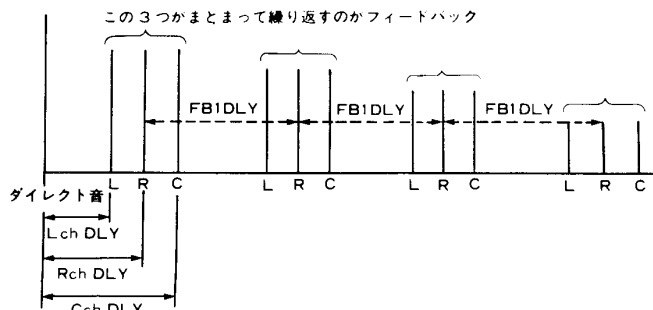 この3つがまとまって繰り返すのがフィードバック
FB1DLY FB1DLY FB1DLY
L R C L R C L R C L R C
ダイレクト音
Lch DLY
Rch DLY
Cch DLY